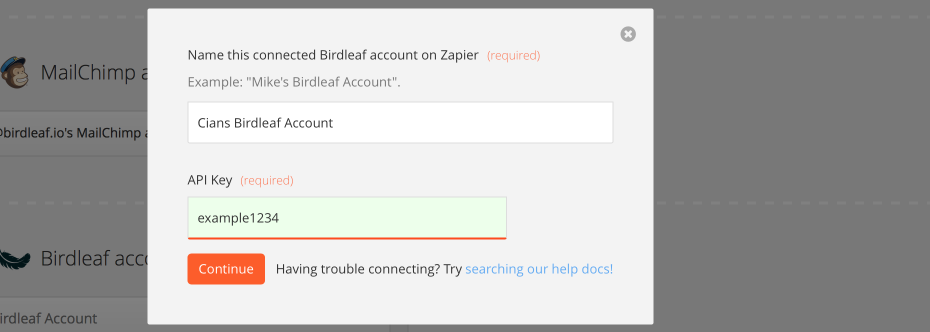 Name this connected Birdleaf account on Zapier (required)
MailChimp a
Example: "Mike's Birdleaf Account".
Cians Birdleaf Account
birdleaf.io's MailChimp a
API Key (required)
example1234
Birdleaf acco
Continue Having trouble connecting? Try searching our help docs!
irdleaf Account